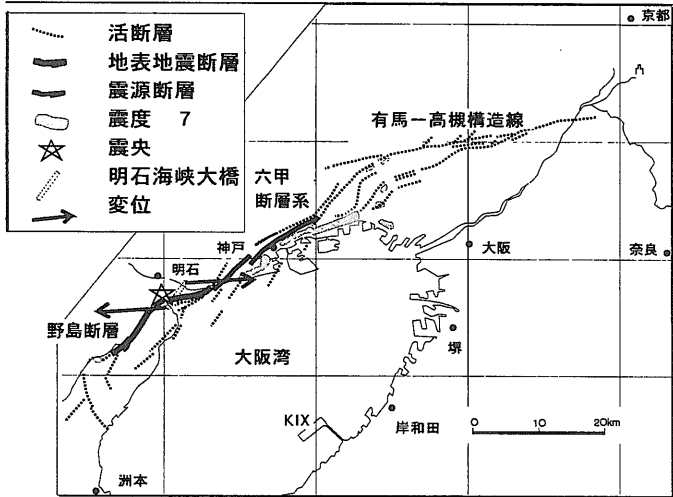 活断層
地表地震断層
震源断層
震度 7
震央
明石海峡大橋
変位
京都
有馬ー高槻構造線
六甲
断層系
神戸
大阪
奈良
明石
野島断層
大阪湾
堺
KIX
岸和田
0 10 20km
洲本